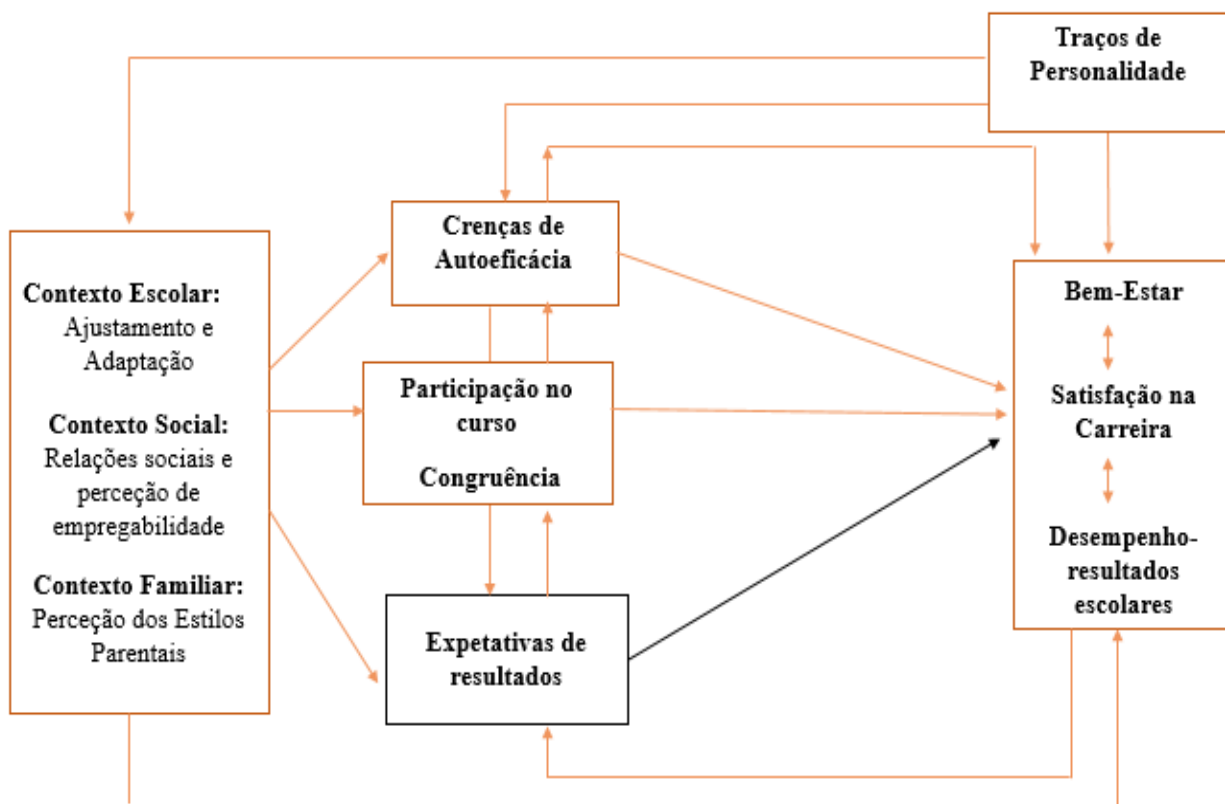 Traços de
Personalidade
Crenças de
Autoeficácia
Contexto Escolar:
Ajustamento e
Adaptação
Contexto Social:
Relações sociais e
perceção de
empregabilidade
Contexto Familiar:
Perceção dos Estilos
Parentais
Participação no
curso
Congruência
Expetativas de
resultados
Bem-Estar
Satisfação na
Carreira
Desempenho-
resultados
escolares